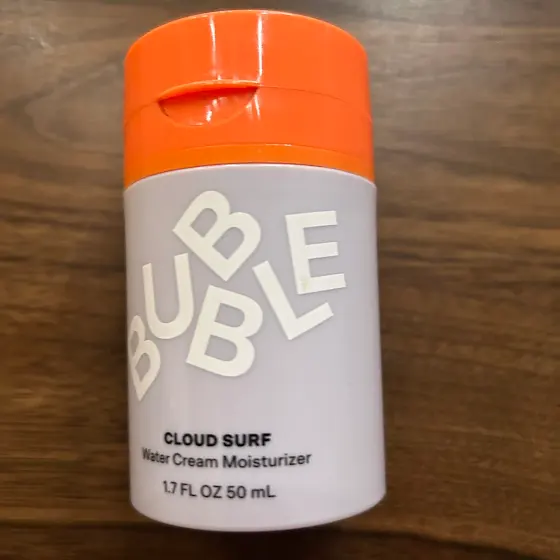 BUBBLE
CLOUD SURF
Water Cream Moisturizer
1.7 FL OZ 50 mL